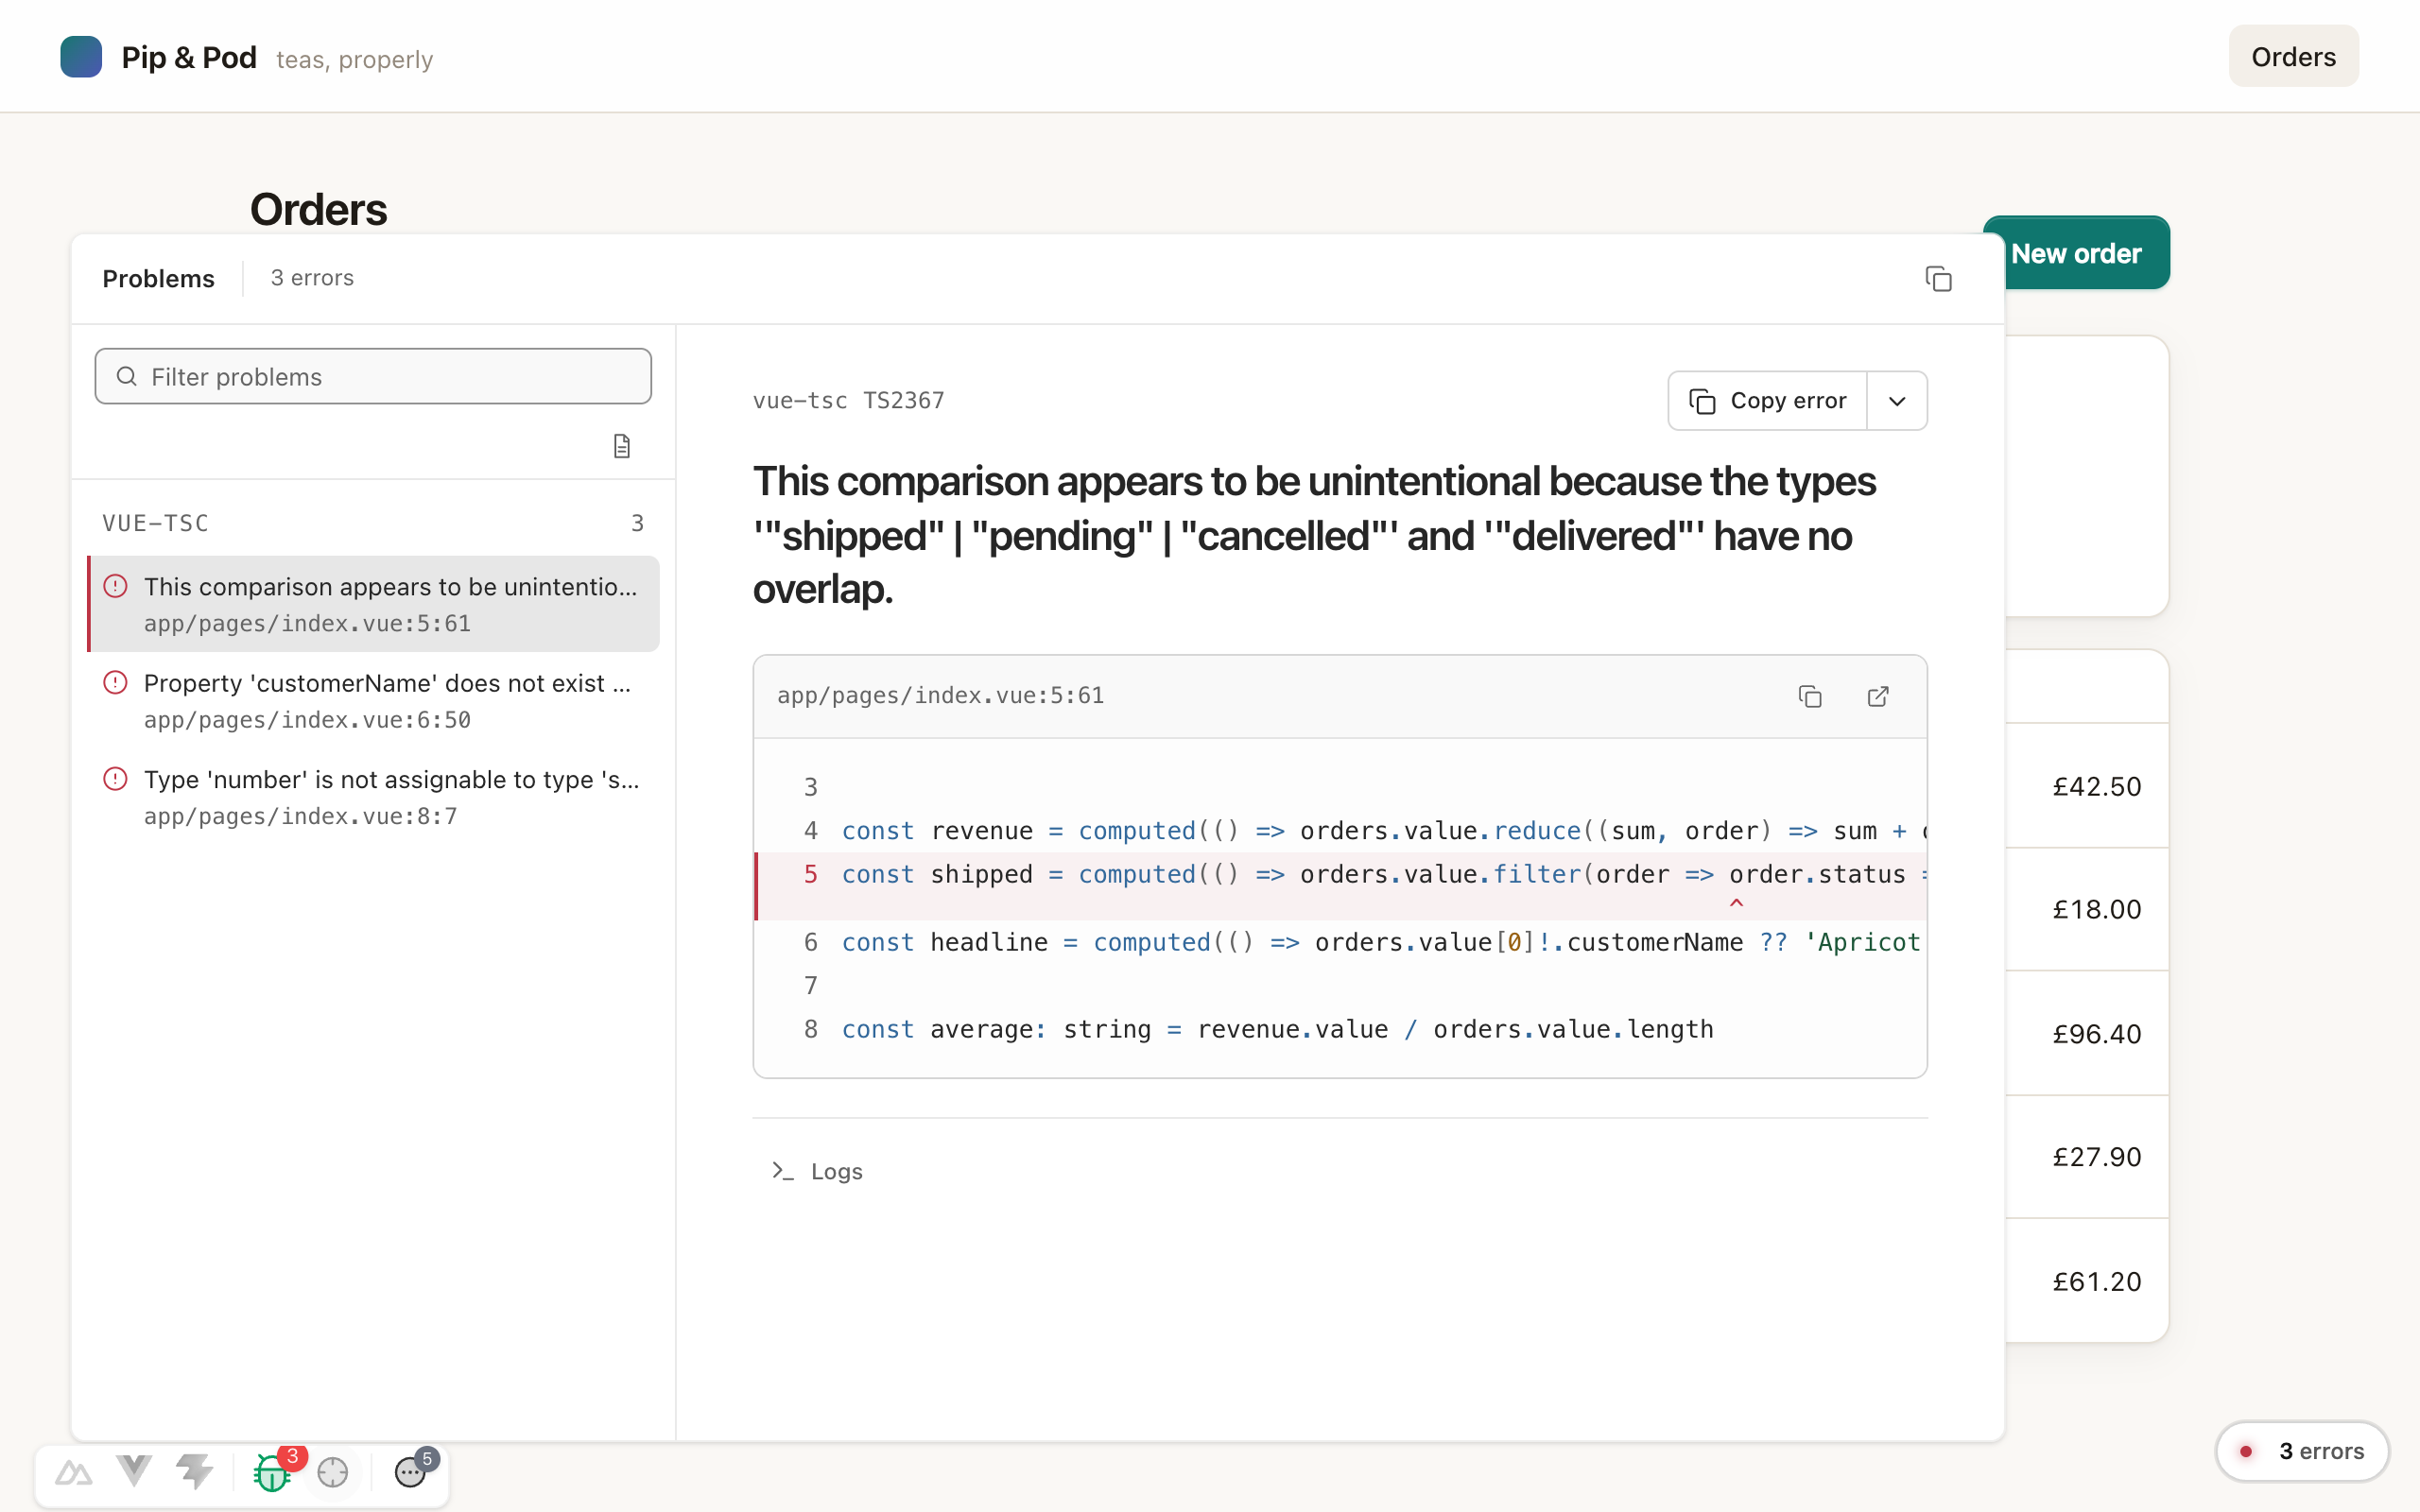 Pip & Pod teas, properly
Orders
Orders
New order
Problems
3 errors
Filter problems
VUE-TSC 3
This comparison appears to be unintentio...
app/pages/index.vue:5:61
Property 'customerName' does not exist ...
app/pages/index.vue:6:50
Type 'number' is not assignable to type 's...
app/pages/index.vue:8:7
vue-tsc TS2367
Copy error
This comparison appears to be unintentional because the types
'"shipped" | "pending" | "cancelled"' and '"delivered"' have no
overlap.
app/pages/index.vue:5:61
3
4 const revenue = computed(() => orders.value.reduce((sum, order) => sum +
5 const shipped = computed(() => orders.value.filter(order => order.status
^
6 const headline = computed(() => orders.value[0]!.customerName ?? 'Apricot
7
8 const average: string = revenue.value / orders.value.length
Logs
£42.50
£18.00
£96.40
£27.90
£61.20
3
5
3 errors